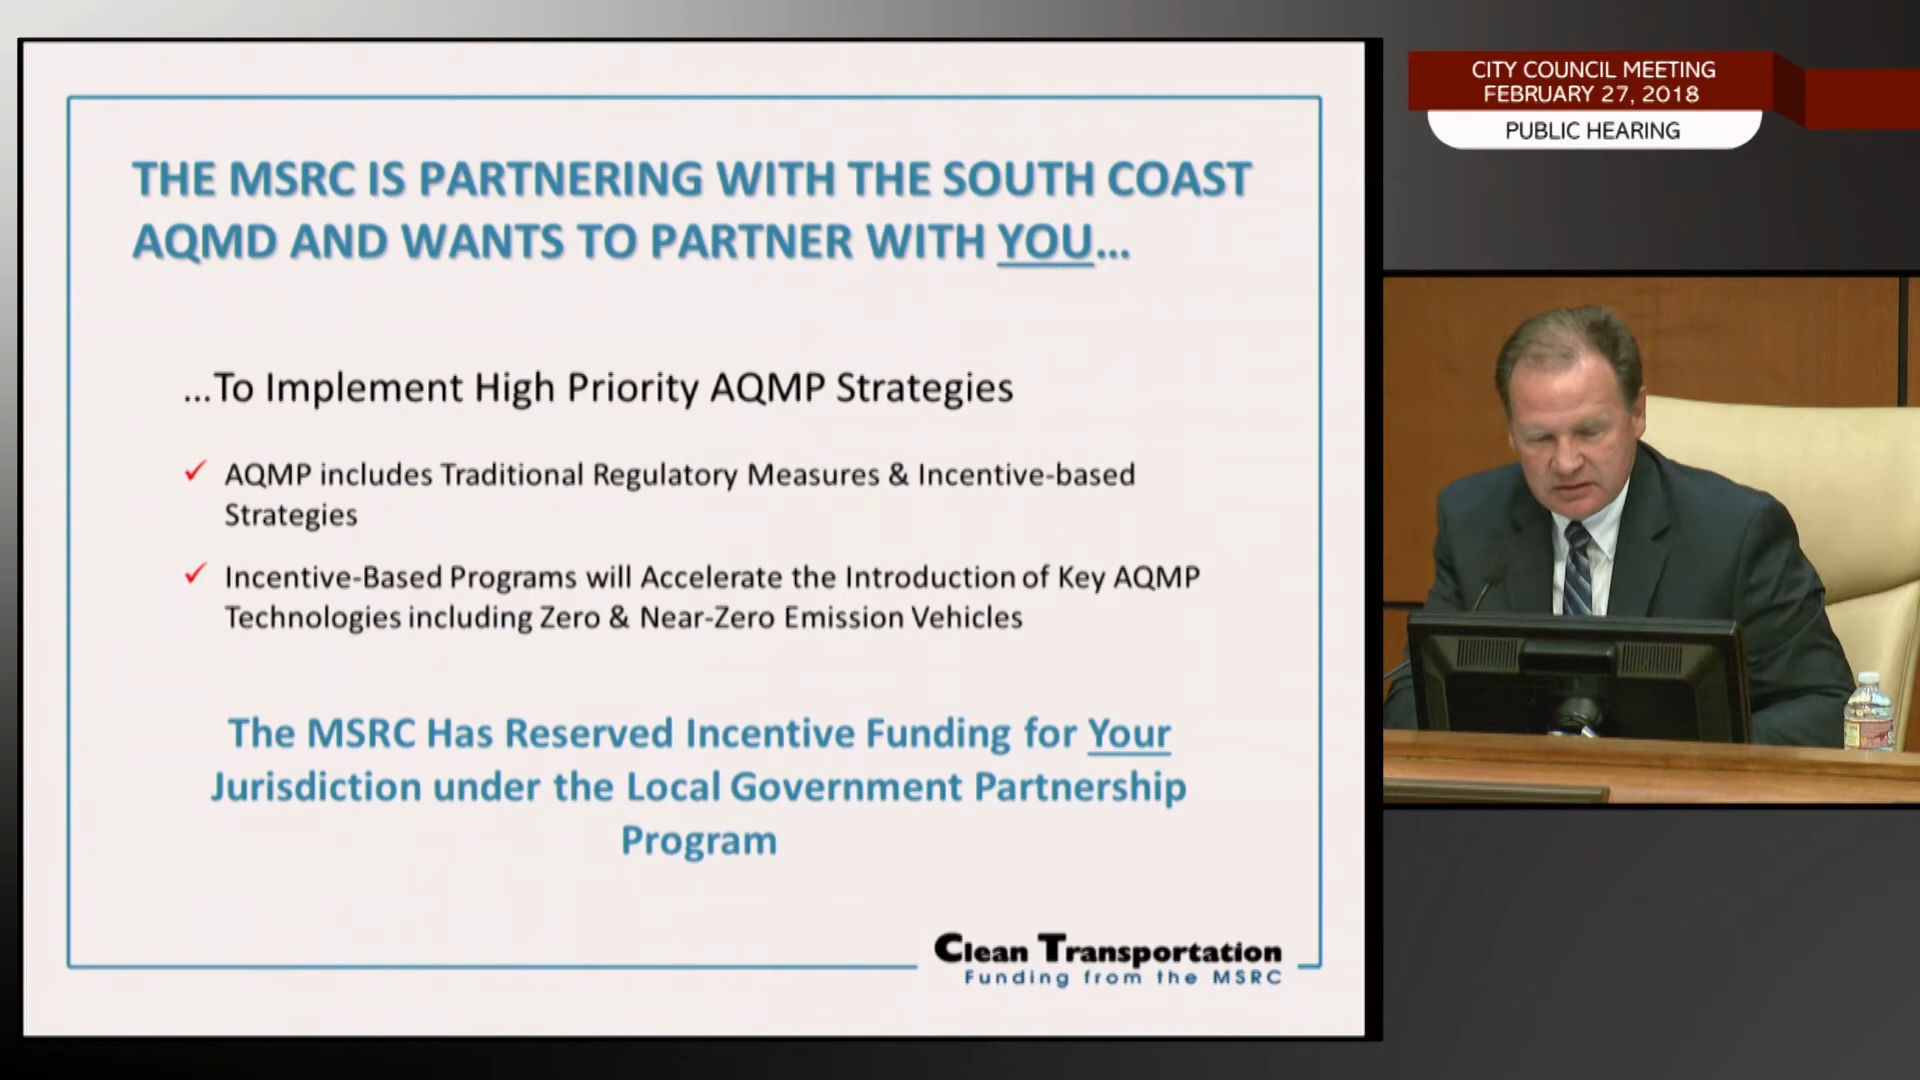 THE MSRC IS PARTNERING WITH THE SOUTH COAST
AQMD AND WANTS TO PARTNER WITH YOU...
...To Implement High Priority AQMP Strategies
✓ AQMP includes Traditional Regulatory Measures & Incentive-based
Strategies
✓ Incentive-Based Programs will Accelerate the Introduction of Key AQMP
Technologies including Zero & Near-Zero Emission Vehicles
The MSRC Has Reserved Incentive Funding for Your
Jurisdiction under the Local Government Partnership
Program
Clean Transportation
Funding from the MSRC
CITY COUNCIL MEETING
FEBRUARY 27, 2018
PUBLIC HEARING